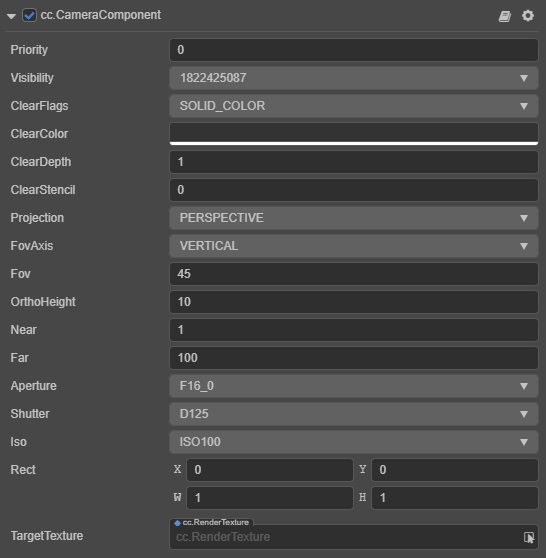 cc.CameraComponent
Priority 0
Visibility 1822425087
ClearFlags SOLID_COLOR
ClearColor
ClearDepth 1
ClearStencil 0
Projection PERSPECTIVE
FovAxis VERTICAL
Fov 45
OrthoHeight 10
Near 1
Far 100
Aperture F16_0
Shutter D125
Iso ISO100
Rect X 0 Y 0
W 1 H 1
cc.RenderTexture
TargetTexture cc.RenderTexture